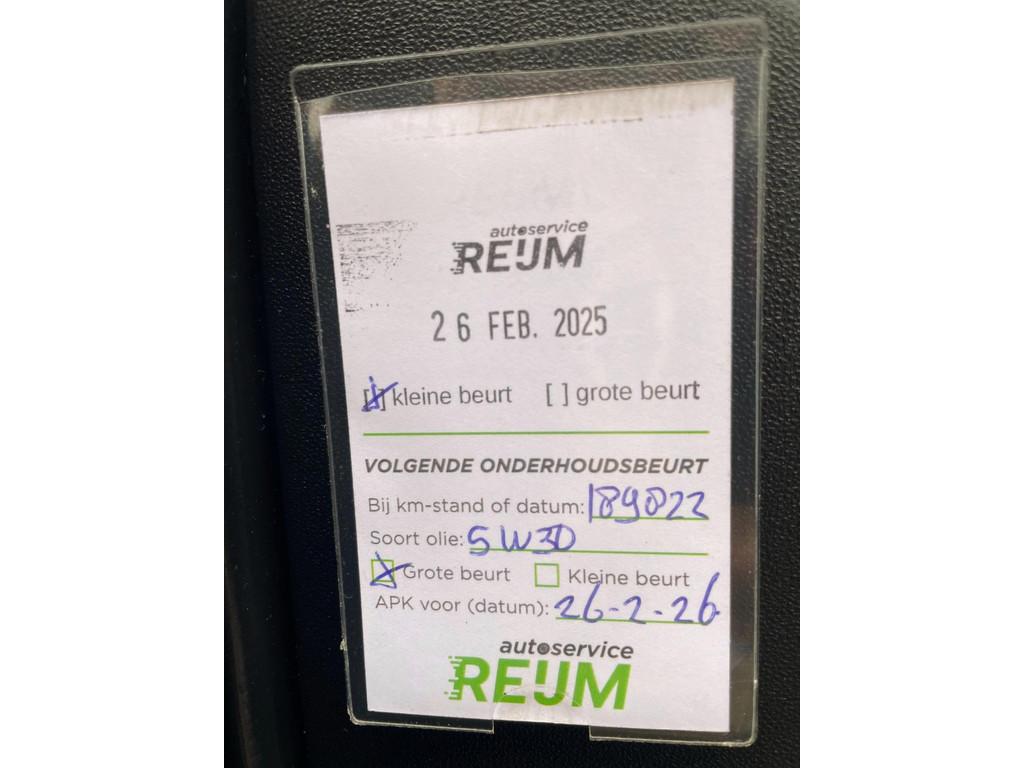 autoservice
REIJM
26 FEB. 2025
[x] kleine beurt [ ] grote beurt
VOLGENDE ONDERHOUDSBEURT
Bij km-stand of datum: 189822
Soort olie: 5W30
Grote beurt Kleine beurt
APK voor (datum): 26-2-26
autoservice
REIJM